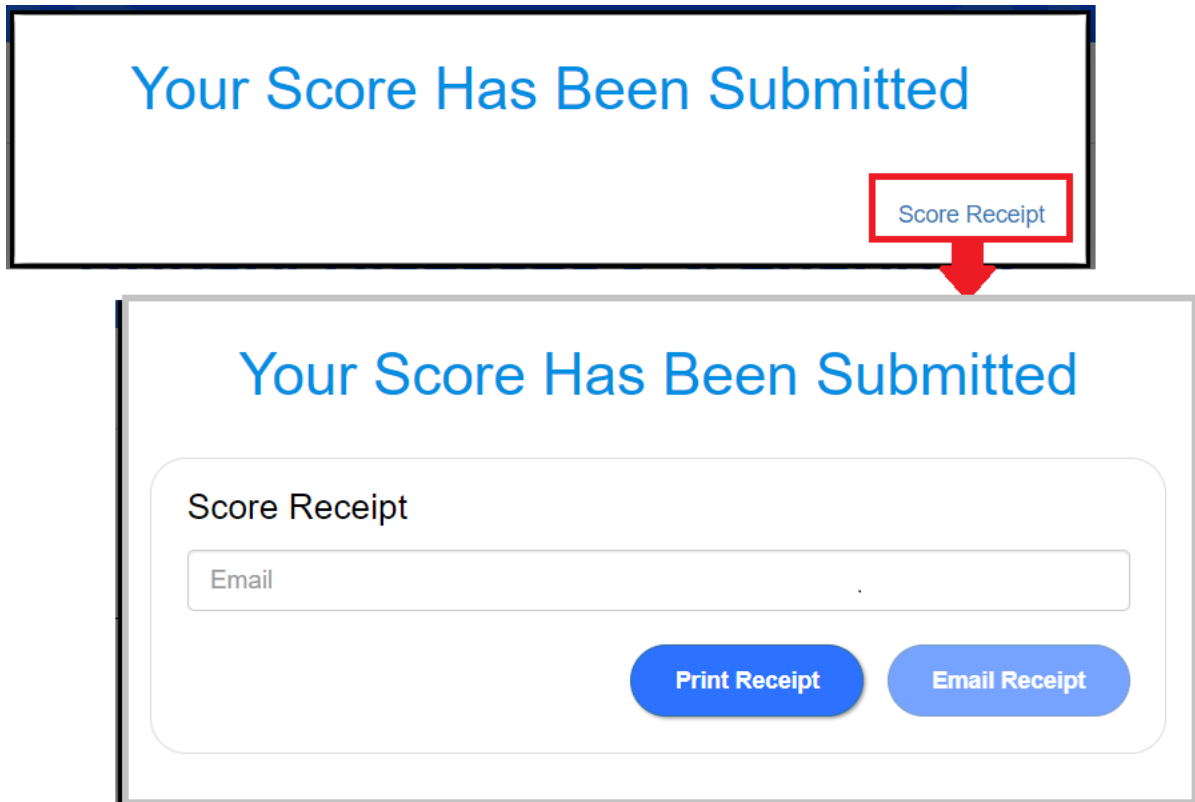 Your Score Has Been Submitted
Score Receipt
Your Score Has Been Submitted
Score Receipt
Email
Print Receipt Email Receipt